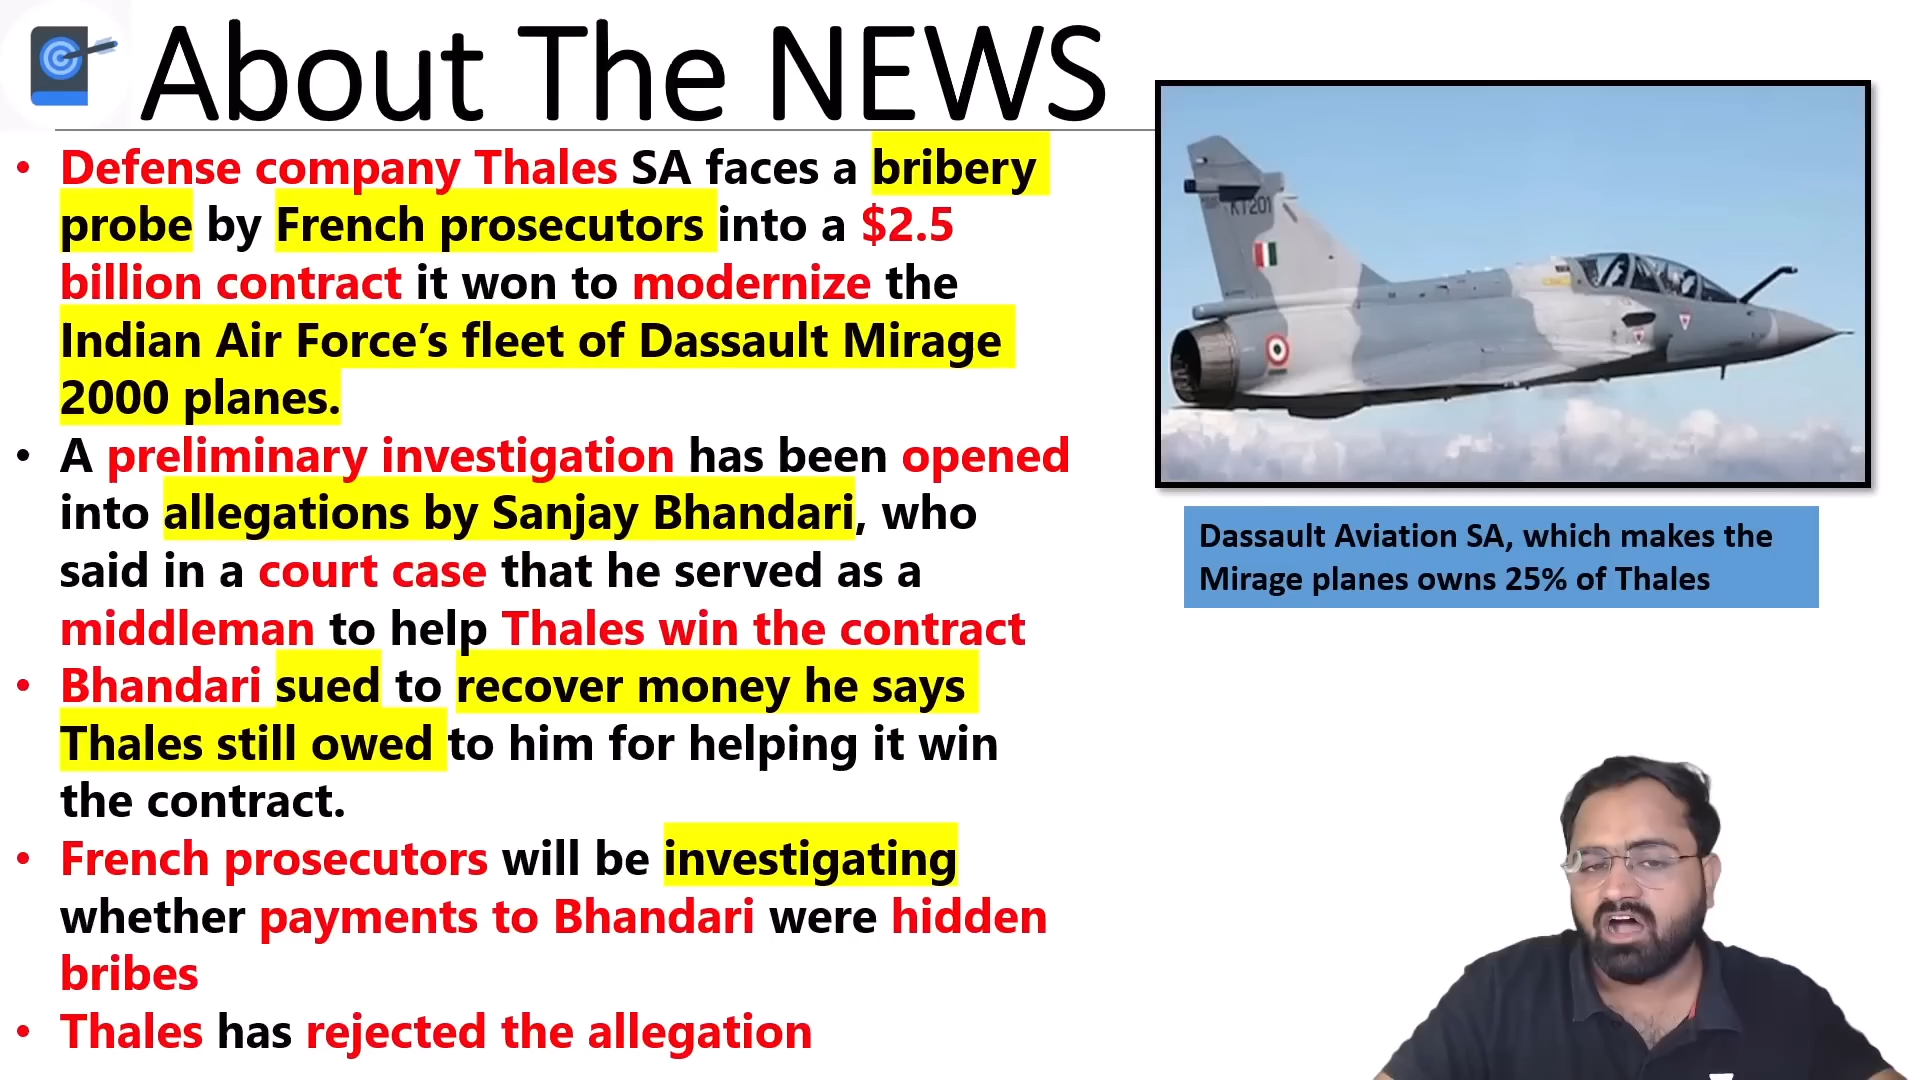 About The NEWS
• Defense company Thales SA faces a bribery
probe by French prosecutors into a $2.5
billion contract it won to modernize the
Indian Air Force’s fleet of Dassault Mirage
2000 planes.
• A preliminary investigation has been opened
into allegations by Sanjay Bhandari, who
said in a court case that he served as a
middleman to help Thales win the contract
• Bhandari sued to recover money he says
Thales still owed to him for helping it win
the contract.
• French prosecutors will be investigating
whether payments to Bhandari were hidden
bribes
• Thales has rejected the allegation
KT201
Dassault Aviation SA, which makes the
Mirage planes owns 25% of Thales